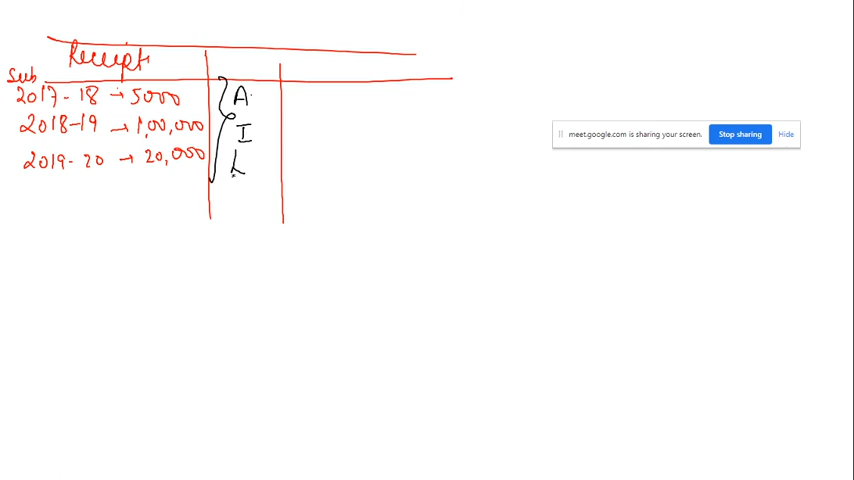 Receipts
Sub
2017-18 → 5000 A
2018-19 → 1,00,000 I
2019-20 → 20,000 L
meet.google.com is sharing your screen. Stop sharing Hide